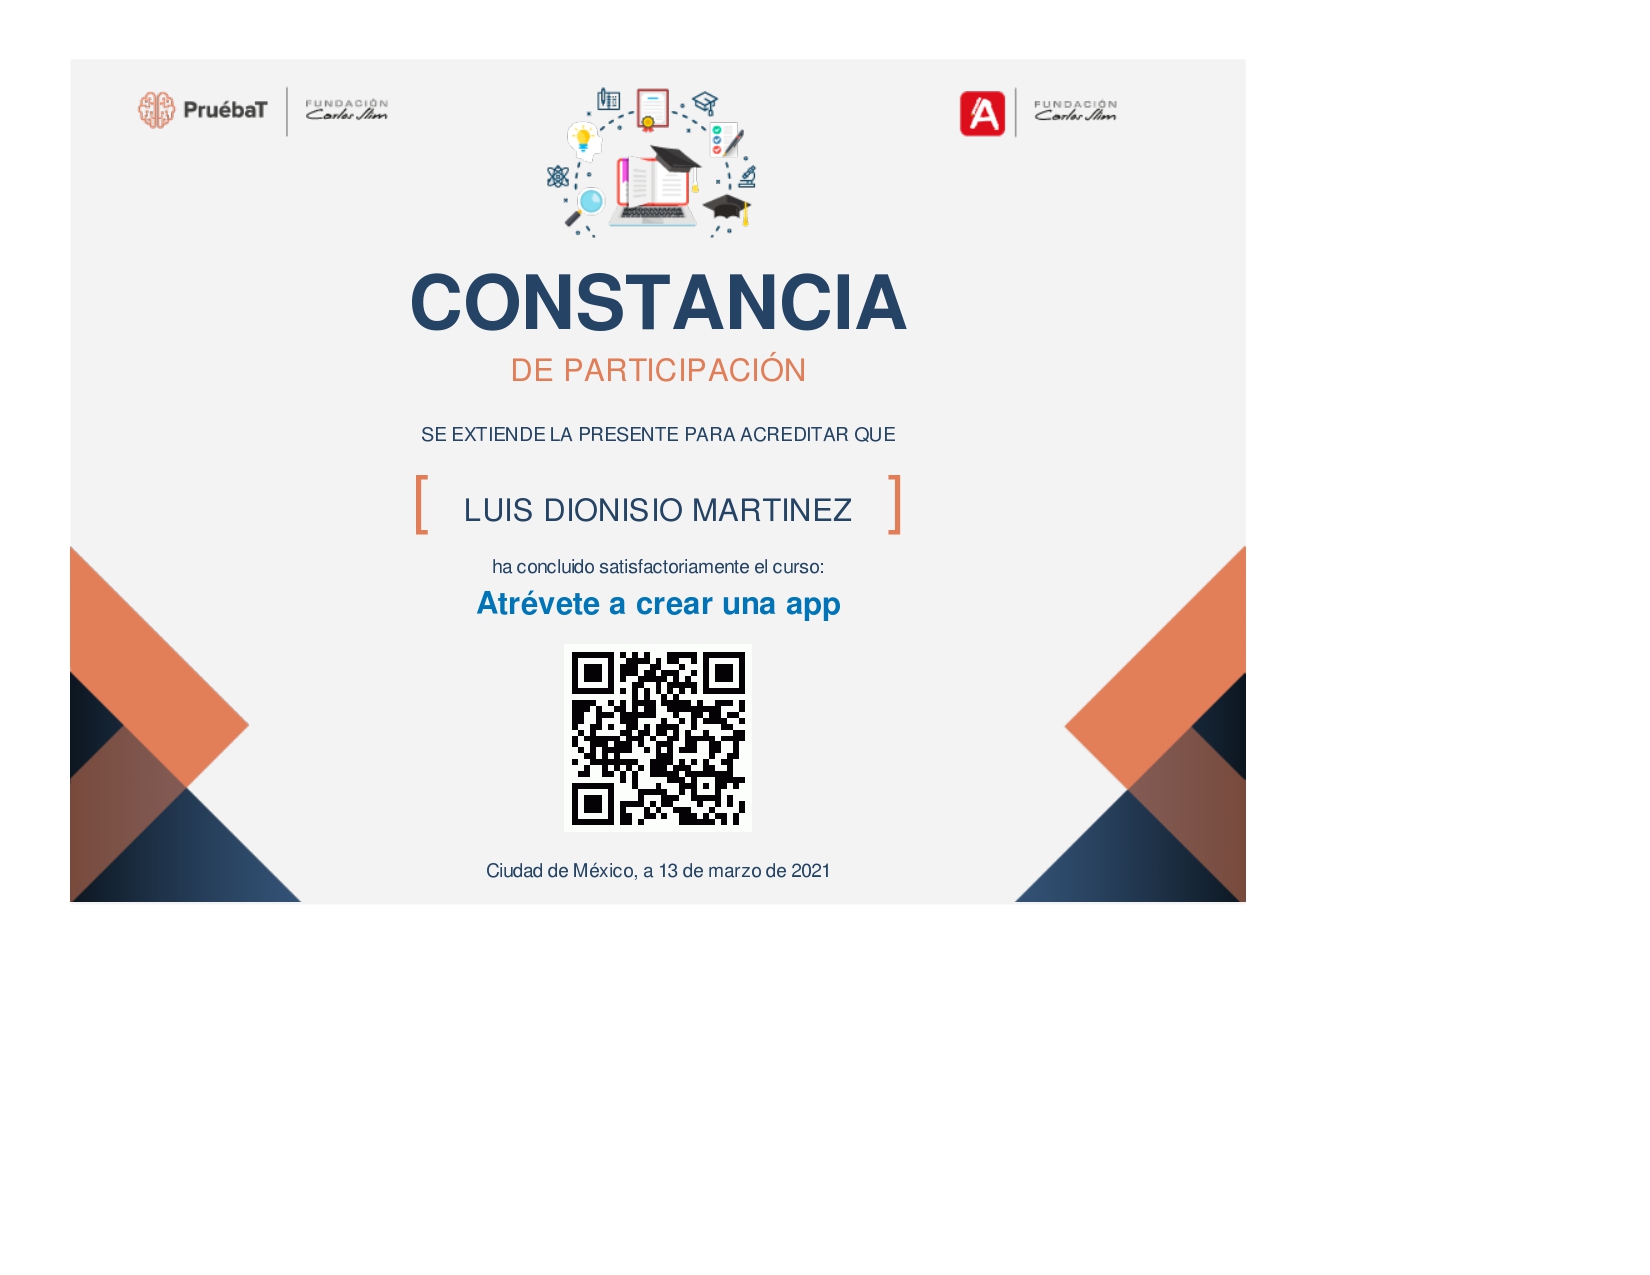 PruébaT
FUNDACIÓN
Carlos Slim
FUNDACIÓN
Carlos Slim
CONSTANCIA
DE PARTICIPACIÓN
SE EXTIENDE LA PRESENTE PARA ACREDITAR QUE
[ LUIS DIONISIO MARTINEZ ]
ha concluido satisfactoriamente el curso:
Atrévete a crear una app
Ciudad de México, a 13 de marzo de 2021